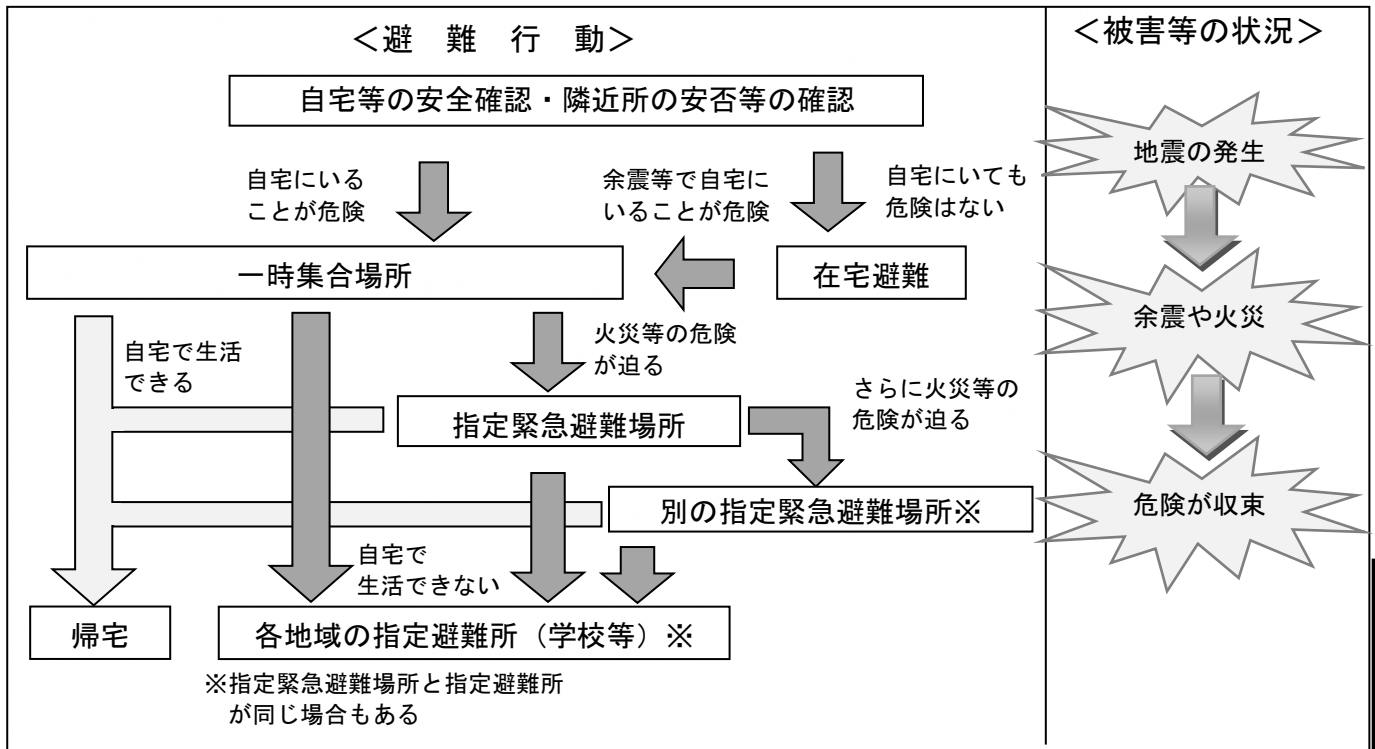 ＜避　難　行　動＞
＜被害等の状況＞
自宅等の安全確認・隣近所の安否等の確認
地震の発生
自宅にいる
ことが危険
余震等で自宅に
いることが危険
自宅にいても
危険はない
一時集合場所
在宅避難
余震や火災
自宅で生活
できる
火災等の危険
が迫る
さらに火災等の
危険が迫る
指定緊急避難場所
別の指定緊急避難場所※
危険が収束
自宅で
生活できない
帰宅
各地域の指定避難所（学校等）※
※指定緊急避難場所と指定避難所
が同じ場合もある